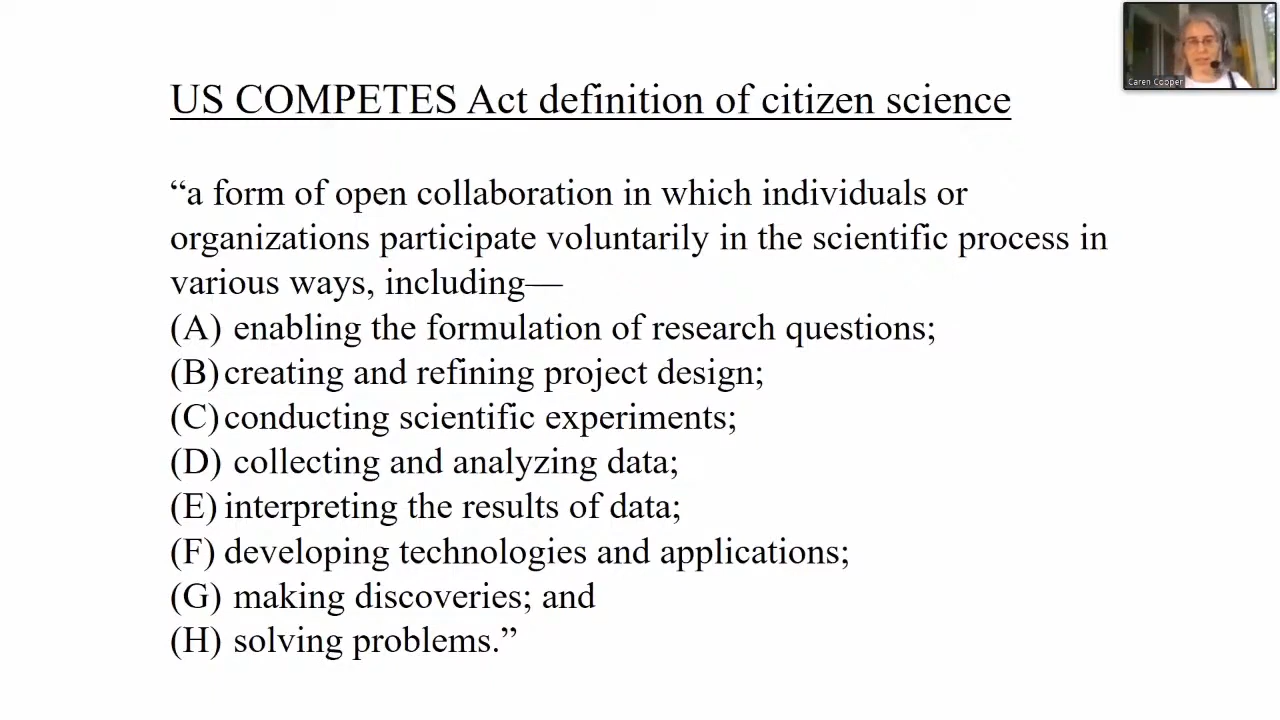 US COMPETES Act definition of citizen science
“a form of open collaboration in which individuals or
organizations participate voluntarily in the scientific process in
various ways, including—
(A) enabling the formulation of research questions;
(B) creating and refining project design;
(C) conducting scientific experiments;
(D) collecting and analyzing data;
(E) interpreting the results of data;
(F) developing technologies and applications;
(G) making discoveries; and
(H) solving problems.”
Caren Cooper